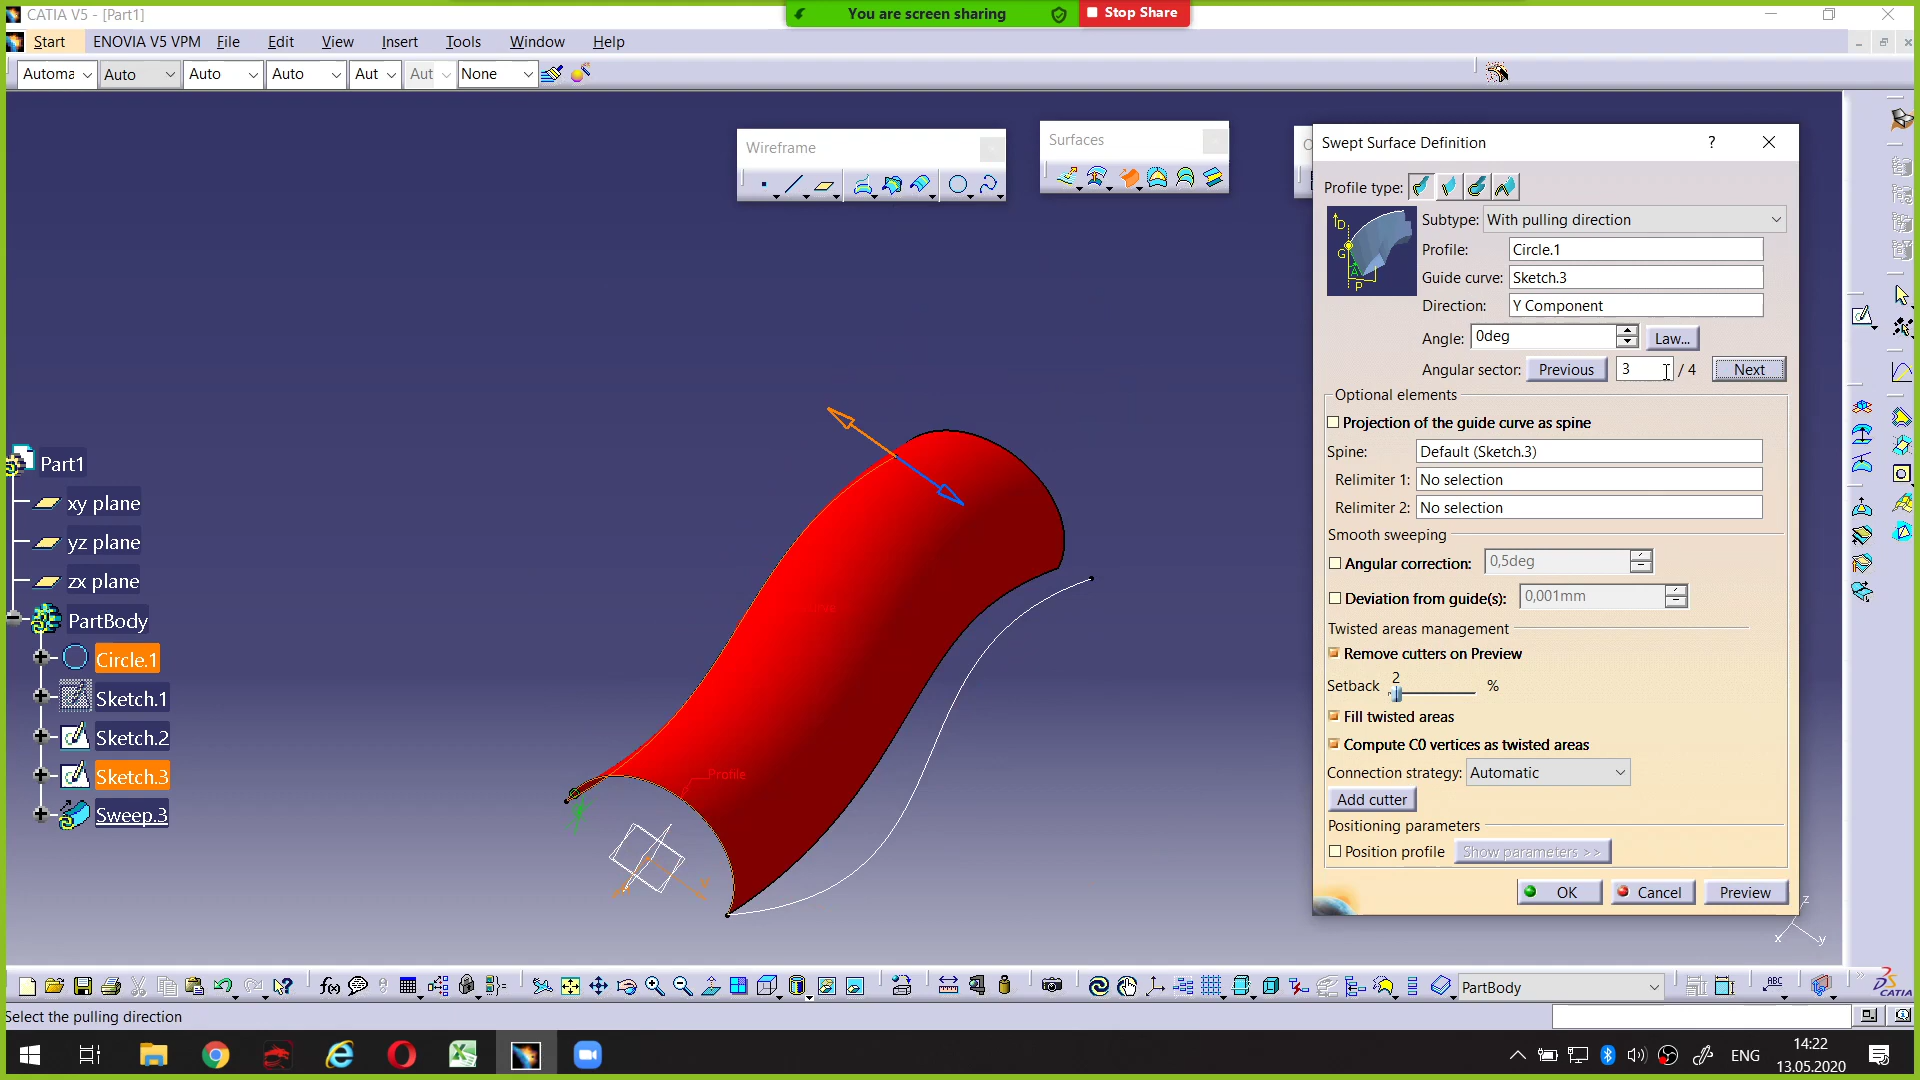 CATIA V5 - [Part1]
You are screen sharing
Stop Share
Start
ENOVIA V5 VPM
File
Edit
View
Insert
Tools
Window
Help
Automa
Auto
Auto
Auto
Aut
Aut
None
Wireframe
Surfaces
Swept Surface Definition
?
Profile type:
Subtype:
With pulling direction
Profile:
Circle.1
Guide curve:
Sketch.3
Direction:
Y Component
Angle:
0deg
Law...
Angular sector:
Previous
3
/ 4
Next
Optional elements
Projection of the guide curve as spine
Spine:
Default (Sketch.3)
Relimiter 1:
No selection
Relimiter 2:
No selection
Smooth sweeping
Angular correction:
0,5deg
Deviation from guide(s):
0,001mm
Twisted areas management
Remove cutters on Preview
Setback
2
%
Fill twisted areas
Compute C0 vertices as twisted areas
Connection strategy:
Automatic
Add cutter
Positioning parameters
Position profile
Show parameters >>
OK
Cancel
Preview
Part1
xy plane
yz plane
zx plane
PartBody
Circle.1
Sketch.1
Sketch.2
Sketch.3
Sweep.3
Profile
z
x
y
PartBody
CATIA
Select the pulling direction
ENG
14:22
13.05.2020